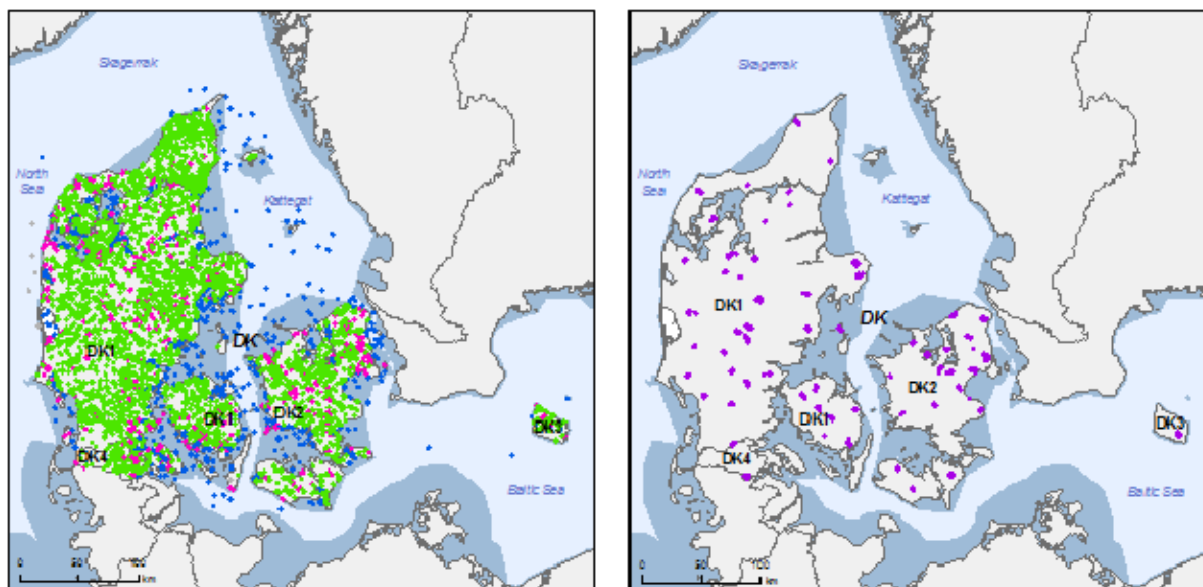 Skagerrak
North
Sea
Kattegat
DK1
DK
DK1
DK2
DK3
DK4
Baltic Sea
0 50 100
km
Skagerrak
North
Sea
Kattegat
DK1
DK
DK2
DK1
DK3
DK4
Baltic Sea
0 50 100
km